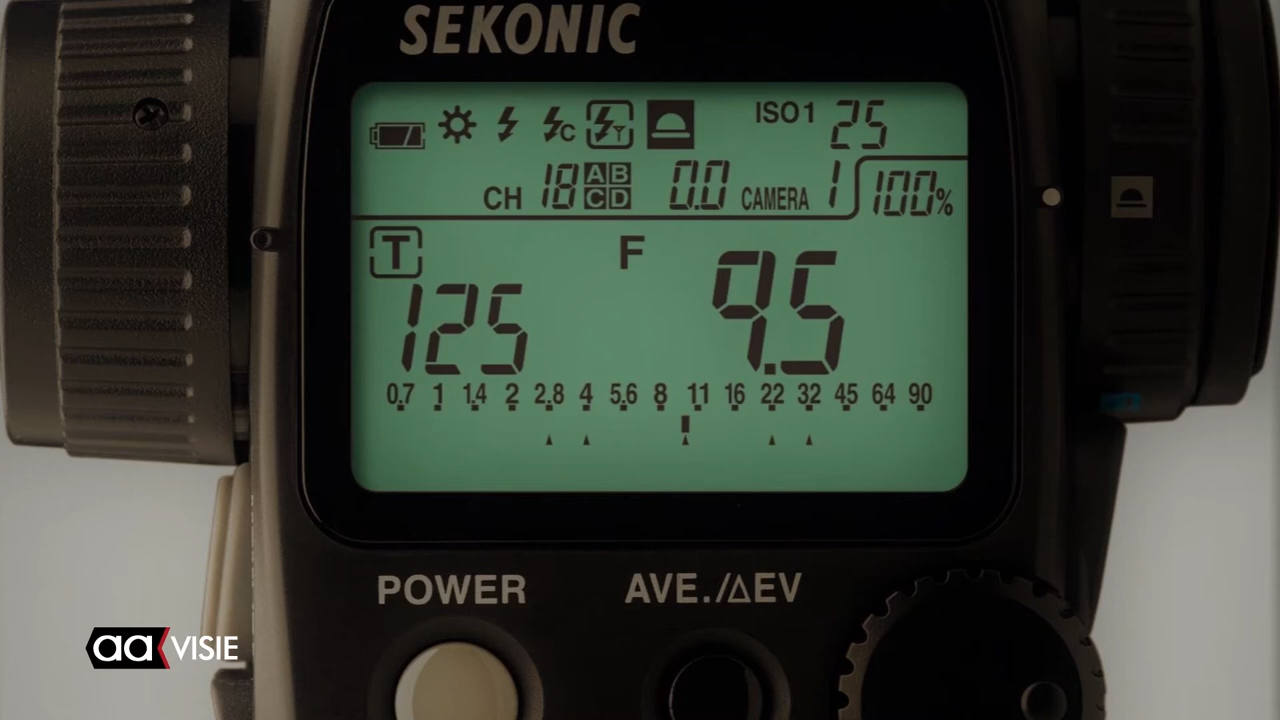 SEKONIC
ISO1 25
C Y
CH 18 A B C D 0.0 CAMERA 1 100%
T 125 F 9.5
0.7 1 1.4 2 2.8 4 5.6 8 11 16 22 32 45 64 90
POWER AVE./ΔEV
aa VISIE